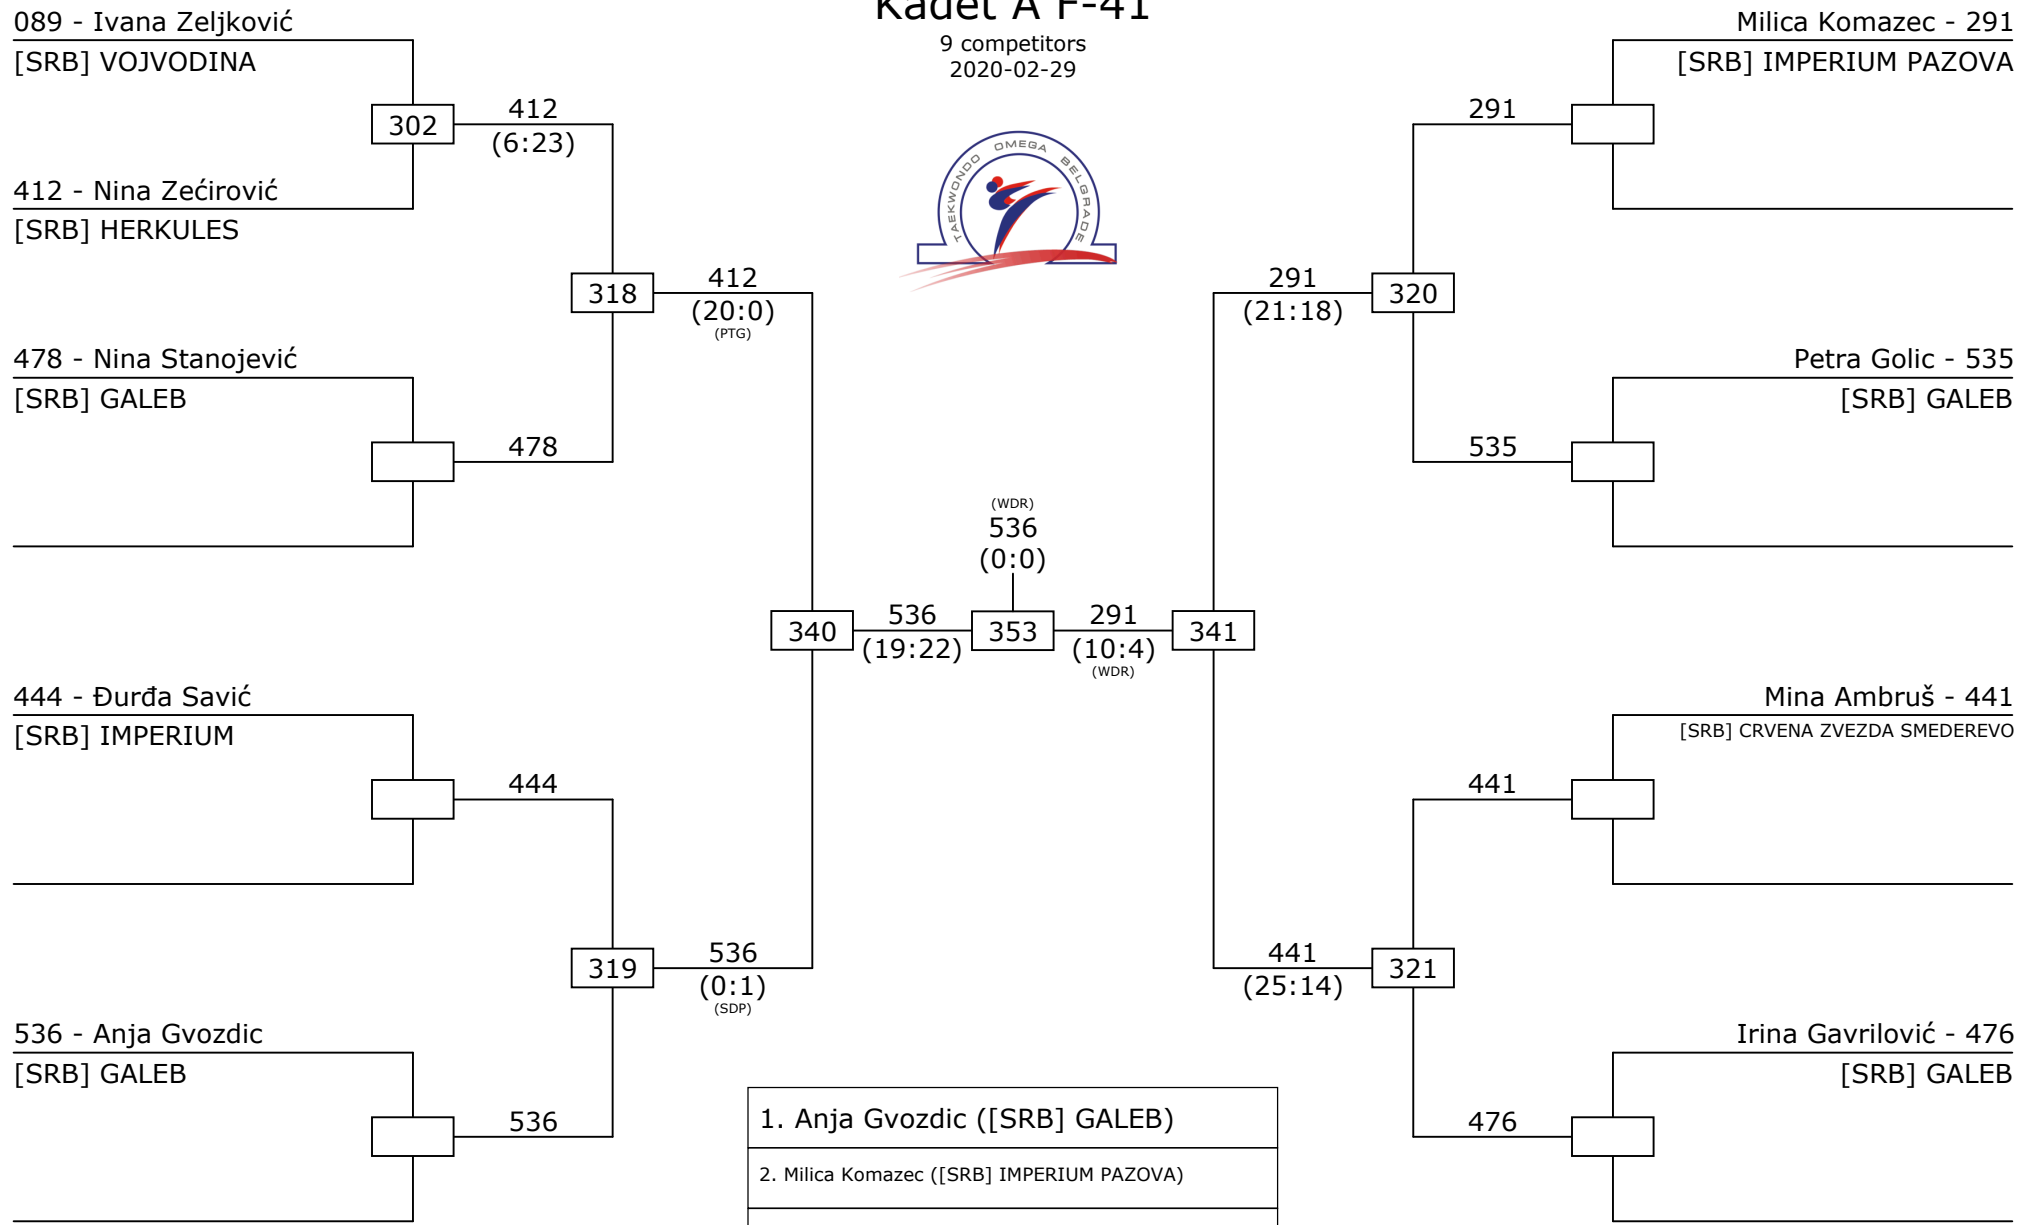 Kadet A F-41
9 competitors
2020-02-29
TAEKWONDO OMEGA BELGRADE
089 - Ivana Zeljković
[SRB] VOJVODINA
302
412
(6:23)
412 - Nina Zećirović
[SRB] HERKULES
318
412
(20:0)
(PTG)
478 - Nina Stanojević
[SRB] GALEB
478
444 - Đurđa Savić
[SRB] IMPERIUM
444
319
536
(0:1)
(SDP)
536 - Anja Gvozdic
[SRB] GALEB
536
340
536
(19:22)
(WDR)
536
(0:0)
353
291
(10:4)
(WDR)
341
Milica Komazec - 291
[SRB] IMPERIUM PAZOVA
291
291
(21:18)
320
Petra Golic - 535
[SRB] GALEB
535
Mina Ambruš - 441
[SRB] CRVENA ZVEZDA SMEDEREVO
441
441
(25:14)
321
Irina Gavrilović - 476
[SRB] GALEB
476
1. Anja Gvozdic ([SRB] GALEB)
2. Milica Komazec ([SRB] IMPERIUM PAZOVA)